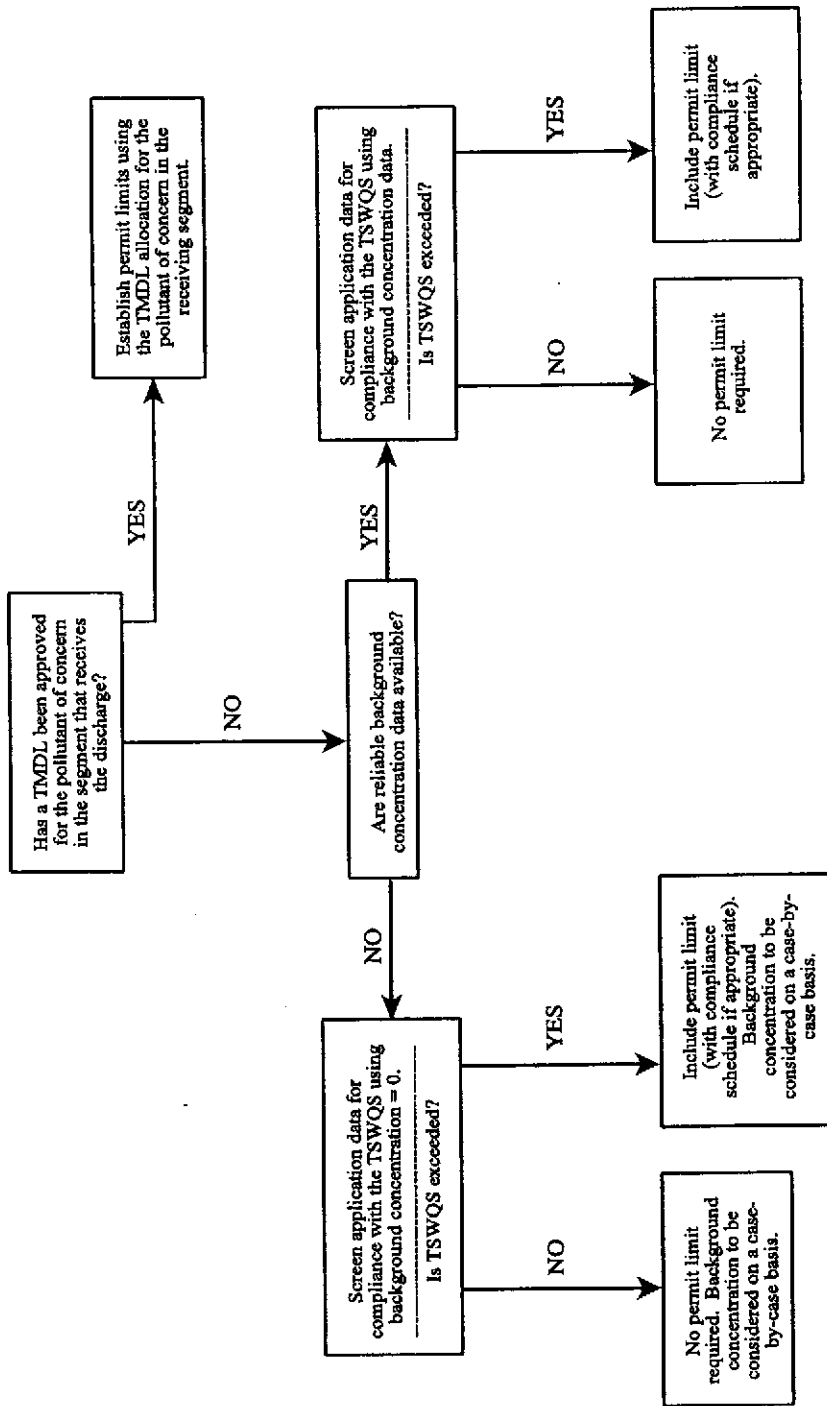 Has a TMDL been approved
for the pollutant of concern
in the segment that receives
the discharge?
YES
Establish permit limits using
the TMDL allocation for the
pollutant of concern in the
receiving segment.
NO
Are reliable background
concentration data available?
NO
YES
Screen application data for
compliance with the TSWQS using
background concentration = 0.
Is TSWQS exceeded?
Screen application data for
compliance with the TSWQS using
background concentration data.
Is TSWQS exceeded?
NO
YES
NO
YES
No permit limit
required. Background
concentration to be
considered on a case-
by-case basis.
Include permit limit
(with compliance
schedule if appropriate).
Background
concentration to be
considered on a case-by-
case basis.
No permit limit
required.
Include permit limit
(with compliance
schedule if
appropriate).